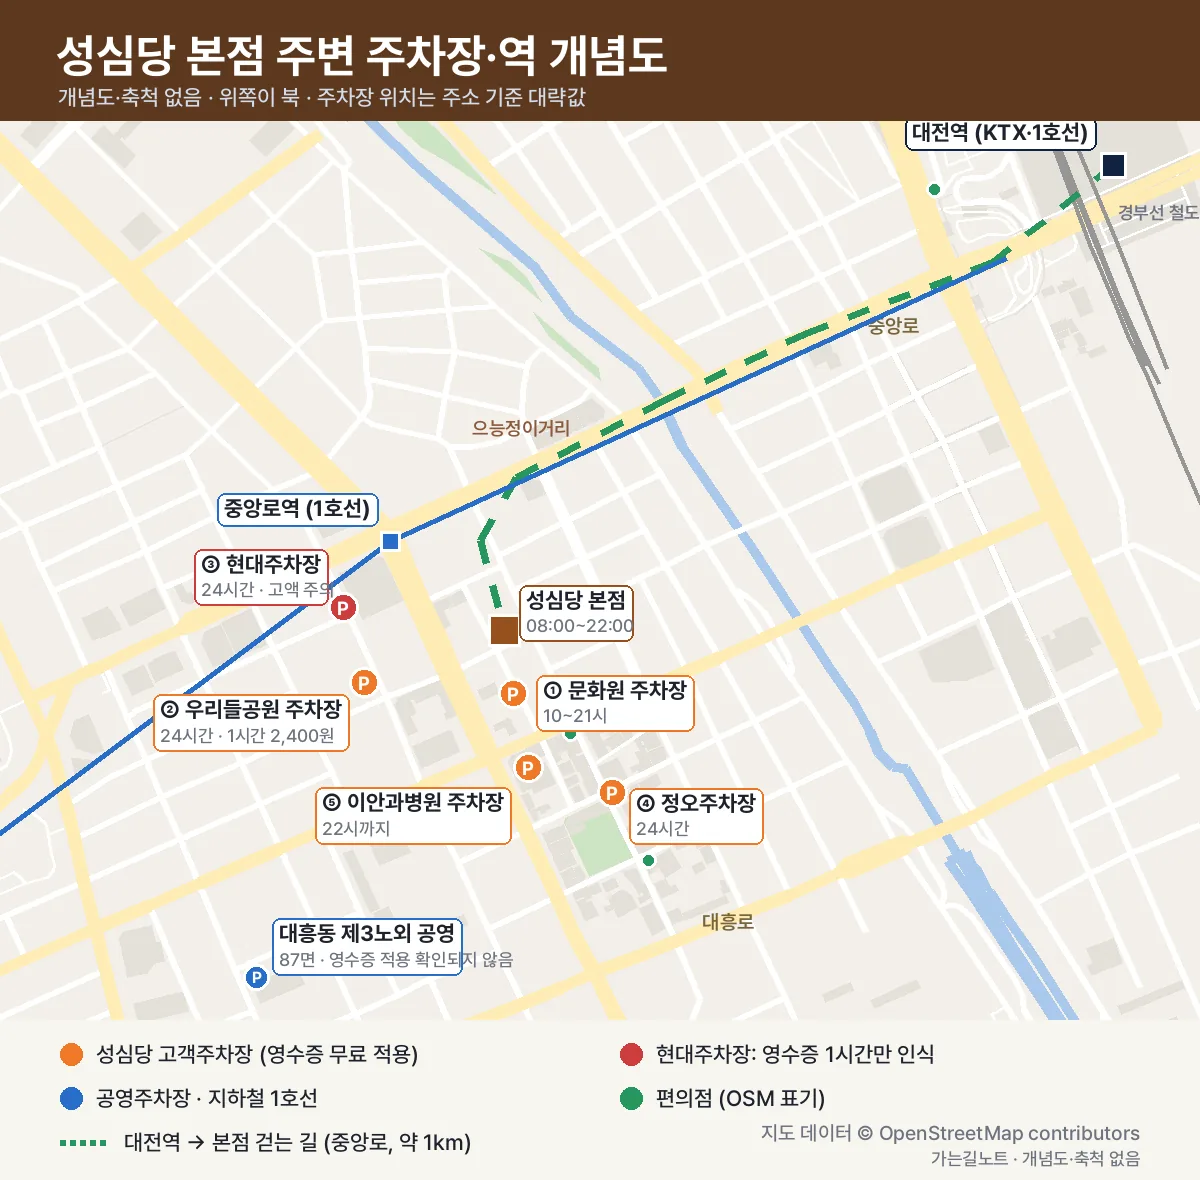 성심당 본점 주변 주차장·역 개념도
개념도·축척 없음 · 위쪽이 북 · 주차장 위치는 주소 기준 대략값
대전역 (KTX·1호선)
경부선 철도
중앙로
으능정이거리
중앙로역 (1호선)
③ 현대주차장
24시간 · 고액 주의
P
성심당 본점
08:00~22:00
P
P
① 문화원 주차장
10~21시
② 우리들공원 주차장
24시간 · 1시간 2,400원
P
P
⑤ 이안과병원 주차장
22시까지
④ 정오주차장
24시간
대흥로
대흥동 제3노외 공영
87면 · 영수증 적용 확인되지 않음
P
성심당 고객주차장 (영수증 무료 적용)
현대주차장: 영수증 1시간만 인식
공영주차장 · 지하철 1호선
편의점 (OSM 표기)
대전역 → 본점 걷는 길 (중앙로, 약 1km)
지도 데이터 © OpenStreetMap contributors
가는길노트 · 개념도·축척 없음